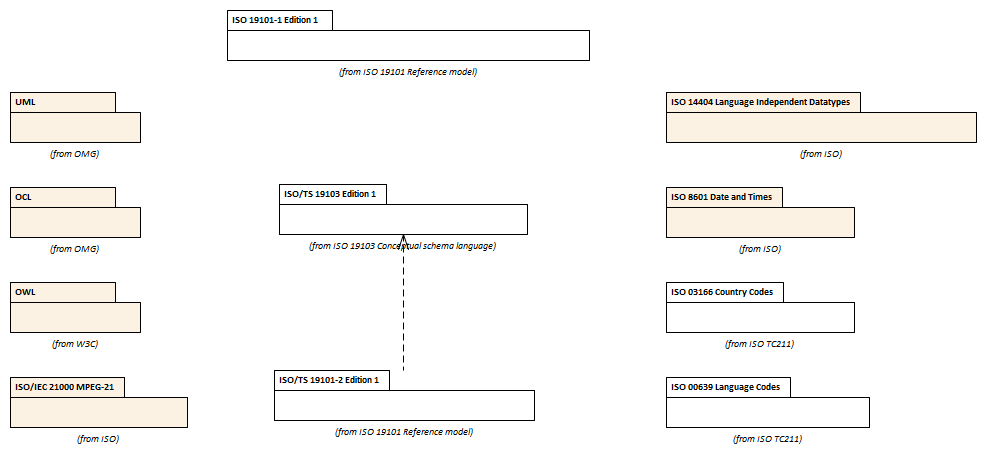 ISO 19101-1 Edition 1
(from ISO 19101 Reference model)
UML
(from OMG)
ISO 14404 Language Independent Datatypes
(from ISO)
OCL
(from OMG)
ISO/TS 19103 Edition 1
(from ISO 19103 Conceptual schema language)
ISO 8601 Date and Times
(from ISO)
OWL
(from W3C)
ISO 03166 Country Codes
(from ISO TC211)
ISO/IEC 21000 MPEG-21
(from ISO)
ISO/TS 19101-2 Edition 1
(from ISO 19101 Reference model)
ISO 00639 Language Codes
(from ISO TC211)